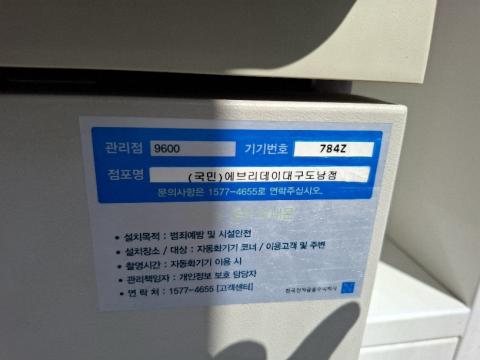 관리점 9600 기기번호 784Z
점포명 (국민)에브리데이대구도남점
문의사항은 1577-4655로 연락주십시오.
• 설치목적 : 범죄예방 및 시설안전
• 설치장소 / 대상 : 자동화기기 코너 / 이용고객 및 주변
• 촬영시간 : 자동화기기 이용 시
• 관리책임자 : 개인정보 보호 담당자
• 연 락 처 : 1577-4655 [고객센터]